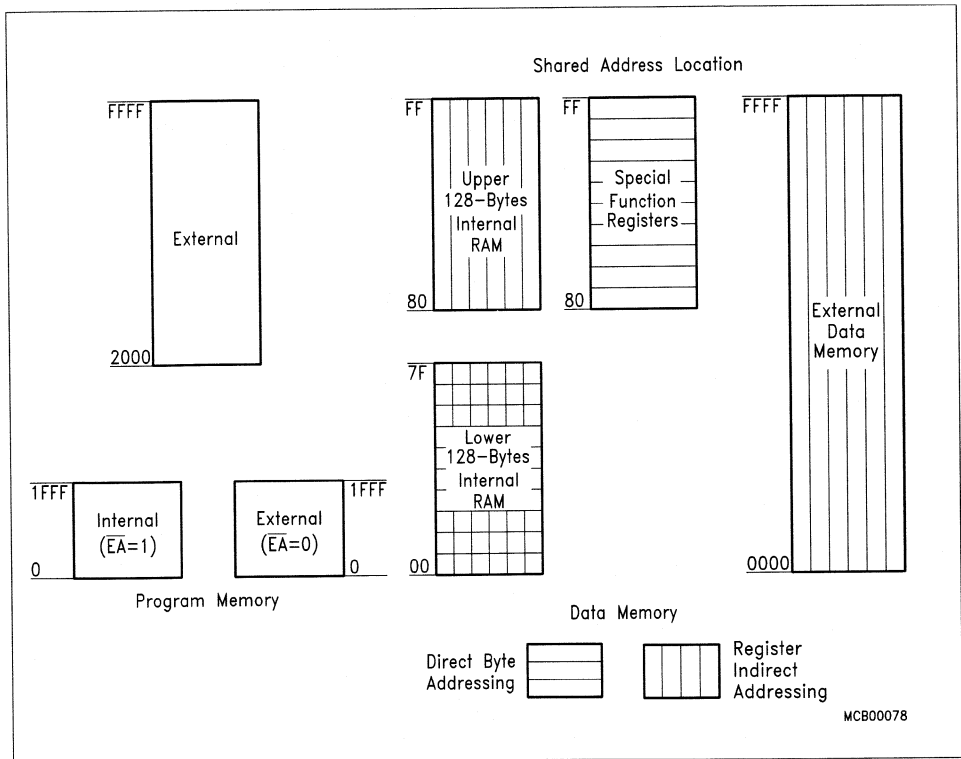 Shared Address Location
FFFF
External
2000
1FFF
Internal
(E̅A̅=1)
0
External
(E̅A̅=0)
1FFF
0
Program Memory
FF
Upper
128-Bytes
Internal
RAM
80
FF
Special
Function
Registers
80
7F
Lower
128-Bytes
Internal
RAM
00
FFFF
External
Data
Memory
0000
Data Memory
Direct Byte
Addressing
Register
Indirect
Addressing
MCB00078